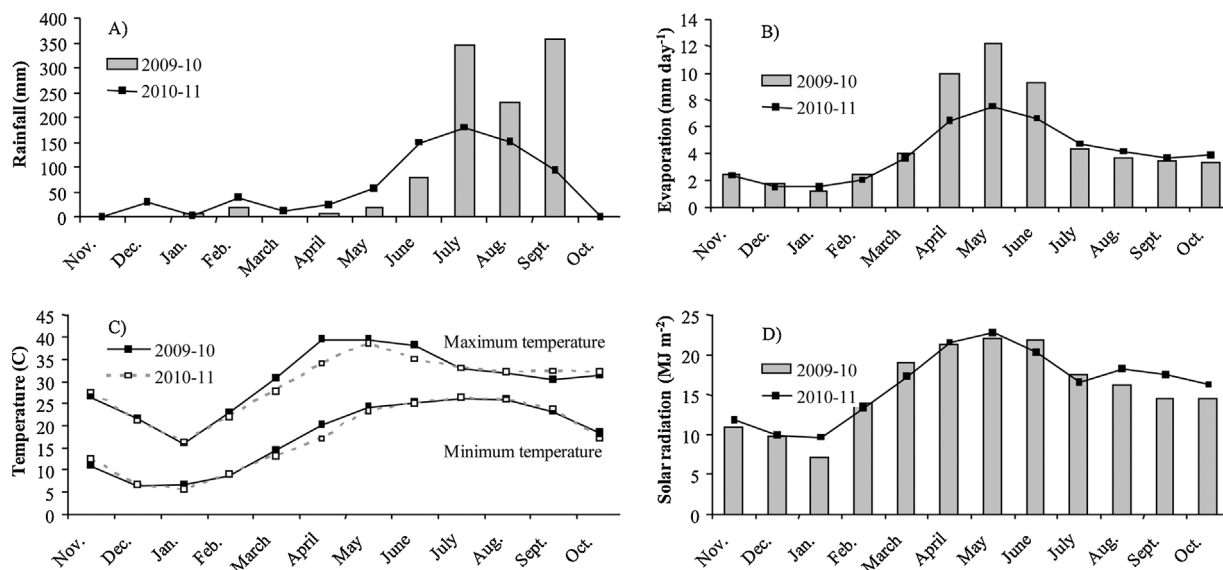 A)
Rainfall (mm)
400
350
300
250
200
150
100
50
0
2009-10
2010-11
Nov. Dec. Jan. Feb. March April May June July Aug. Sept. Oct.
B)
Evaporation (mm day-1)
14
12
10
8
6
4
2
0
2009-10
2010-11
Nov. Dec. Jan. Feb. March April May June July Aug. Sept. Oct.
C)
Temperature (C)
45
40
35
30
25
20
15
10
5
0
2009-10
2010-11
Maximum temperature
Minimum temperature
Nov. Dec. Jan. Feb. March April May June July Aug. Sept. Oct.
D)
Solar radiation (MJ m-2)
25
20
15
10
5
0
2009-10
2010-11
Nov. Dec. Jan. Feb. March April May June July Aug. Sept. Oct.